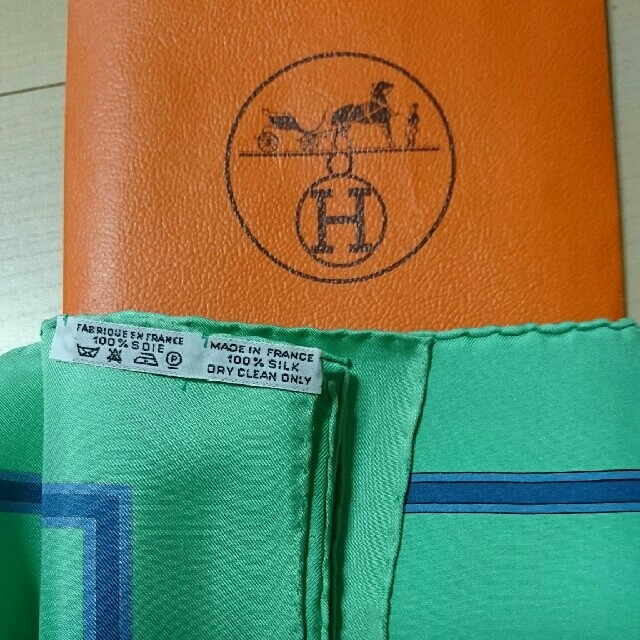 H
FABRIQUE EN FRANCE
100% SOIE
MADE IN FRANCE
100% SILK
DRY CLEAN ONLY